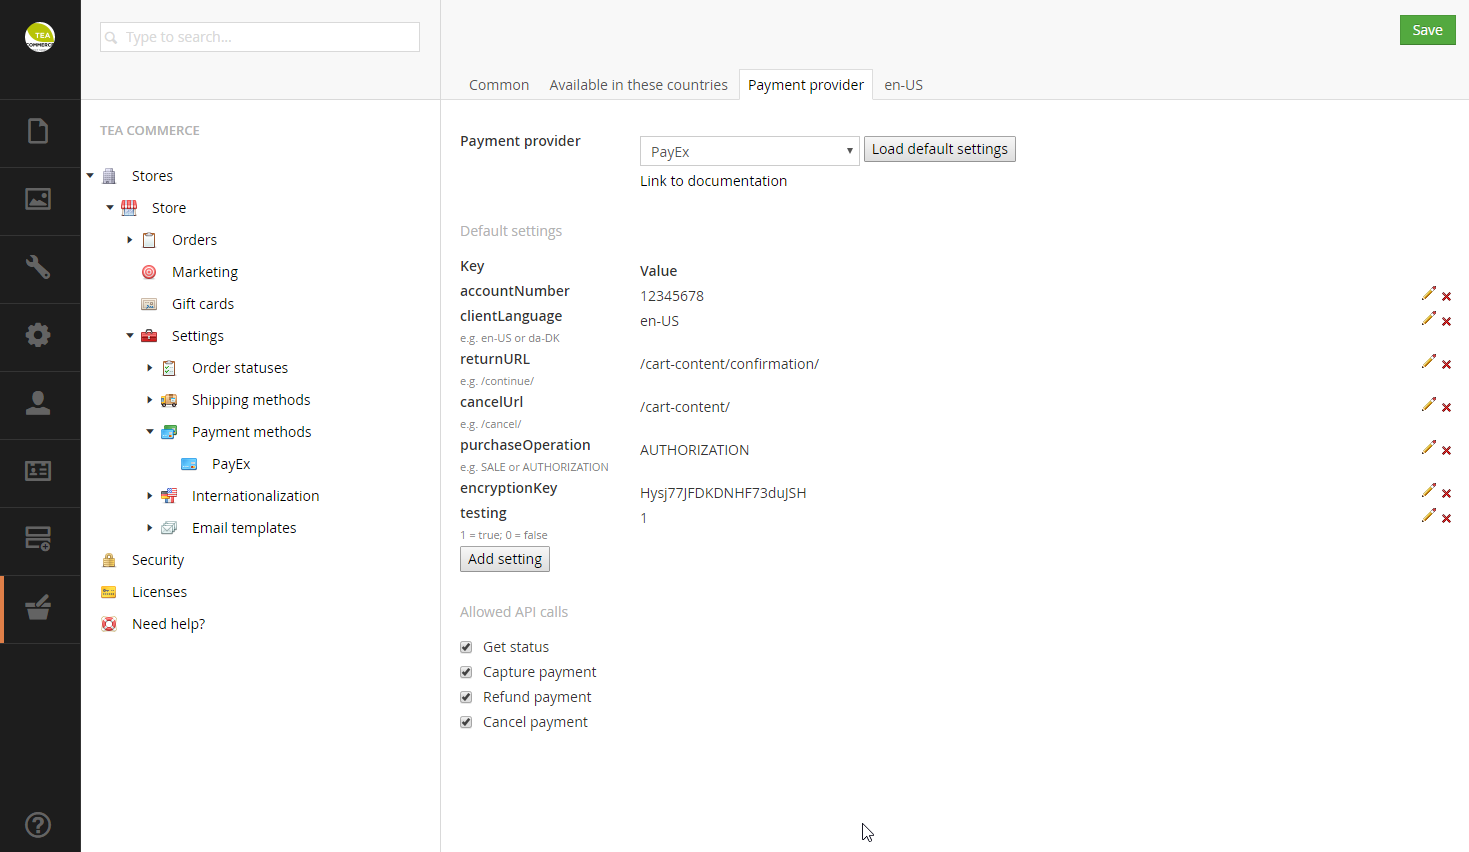 TEA
COMMERCE
Type to search...
Save
Common
Available in these countries
Payment provider
en-US
TEA COMMERCE
Stores
Store
Orders
Marketing
Gift cards
Settings
Order statuses
Shipping methods
Payment methods
PayEx
Internationalization
Email templates
Security
Licenses
Need help?
Payment provider
PayEx
Load default settings
Link to documentation
Default settings
Key Value
accountNumber 12345678
clientLanguage en-US
e.g. en-US or da-DK
returnURL /cart-content/confirmation/
e.g. /continue/
cancelUrl /cart-content/
e.g. /cancel/
purchaseOperation AUTHORIZATION
e.g. SALE or AUTHORIZATION
encryptionKey Hysj77JFDKDNHF73duJSH
testing 1
1 = true; 0 = false
Add setting
Allowed API calls
Get status
Capture payment
Refund payment
Cancel payment